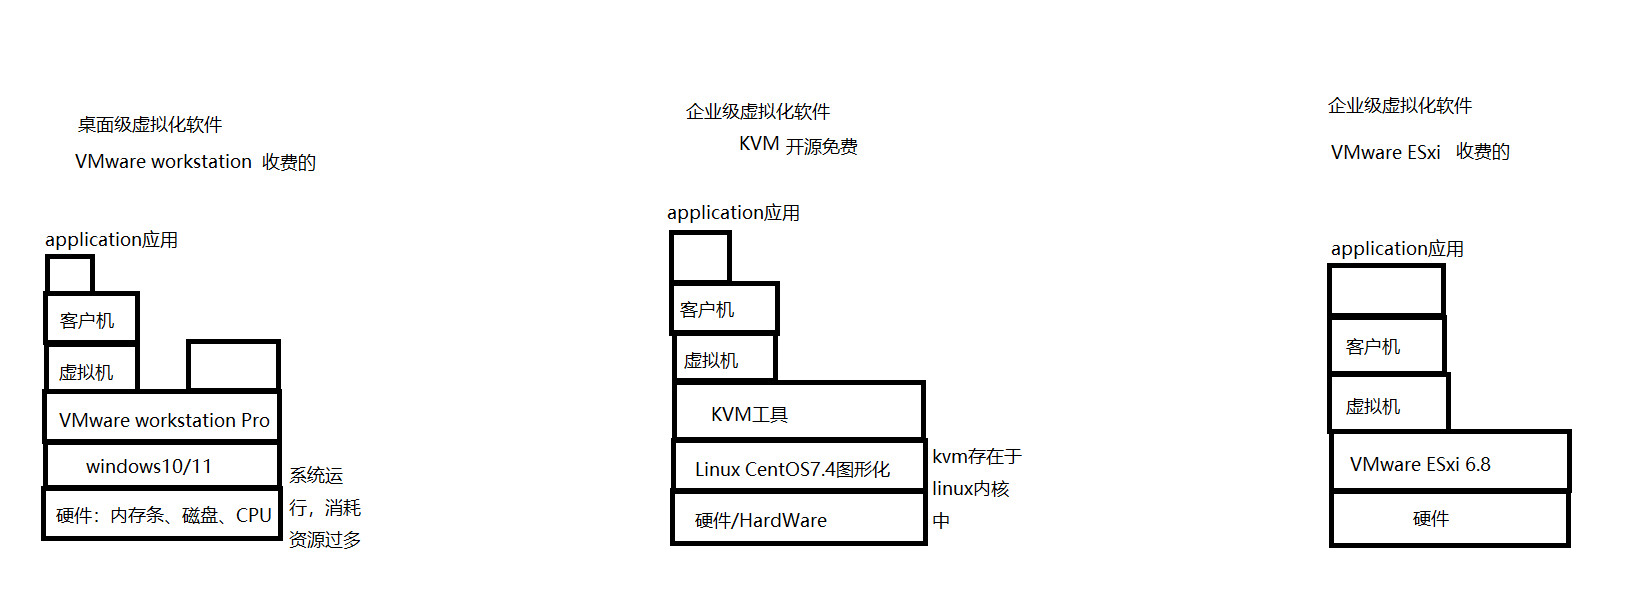 桌面级虚拟化软件
VMware workstation 收费的
application应用
客户机
虚拟机
VMware workstation Pro
windows10/11
硬件：内存条、磁盘、CPU
系统运
行，消耗
资源过多
企业级虚拟化软件
KVM 开源免费
application应用
客户机
虚拟机
KVM工具
Linux CentOS7.4图形化
硬件/HardWare
kvm存在于
linux内核
中
企业级虚拟化软件
VMware ESxi 收费的
application应用
客户机
虚拟机
VMware ESxi 6.8
硬件